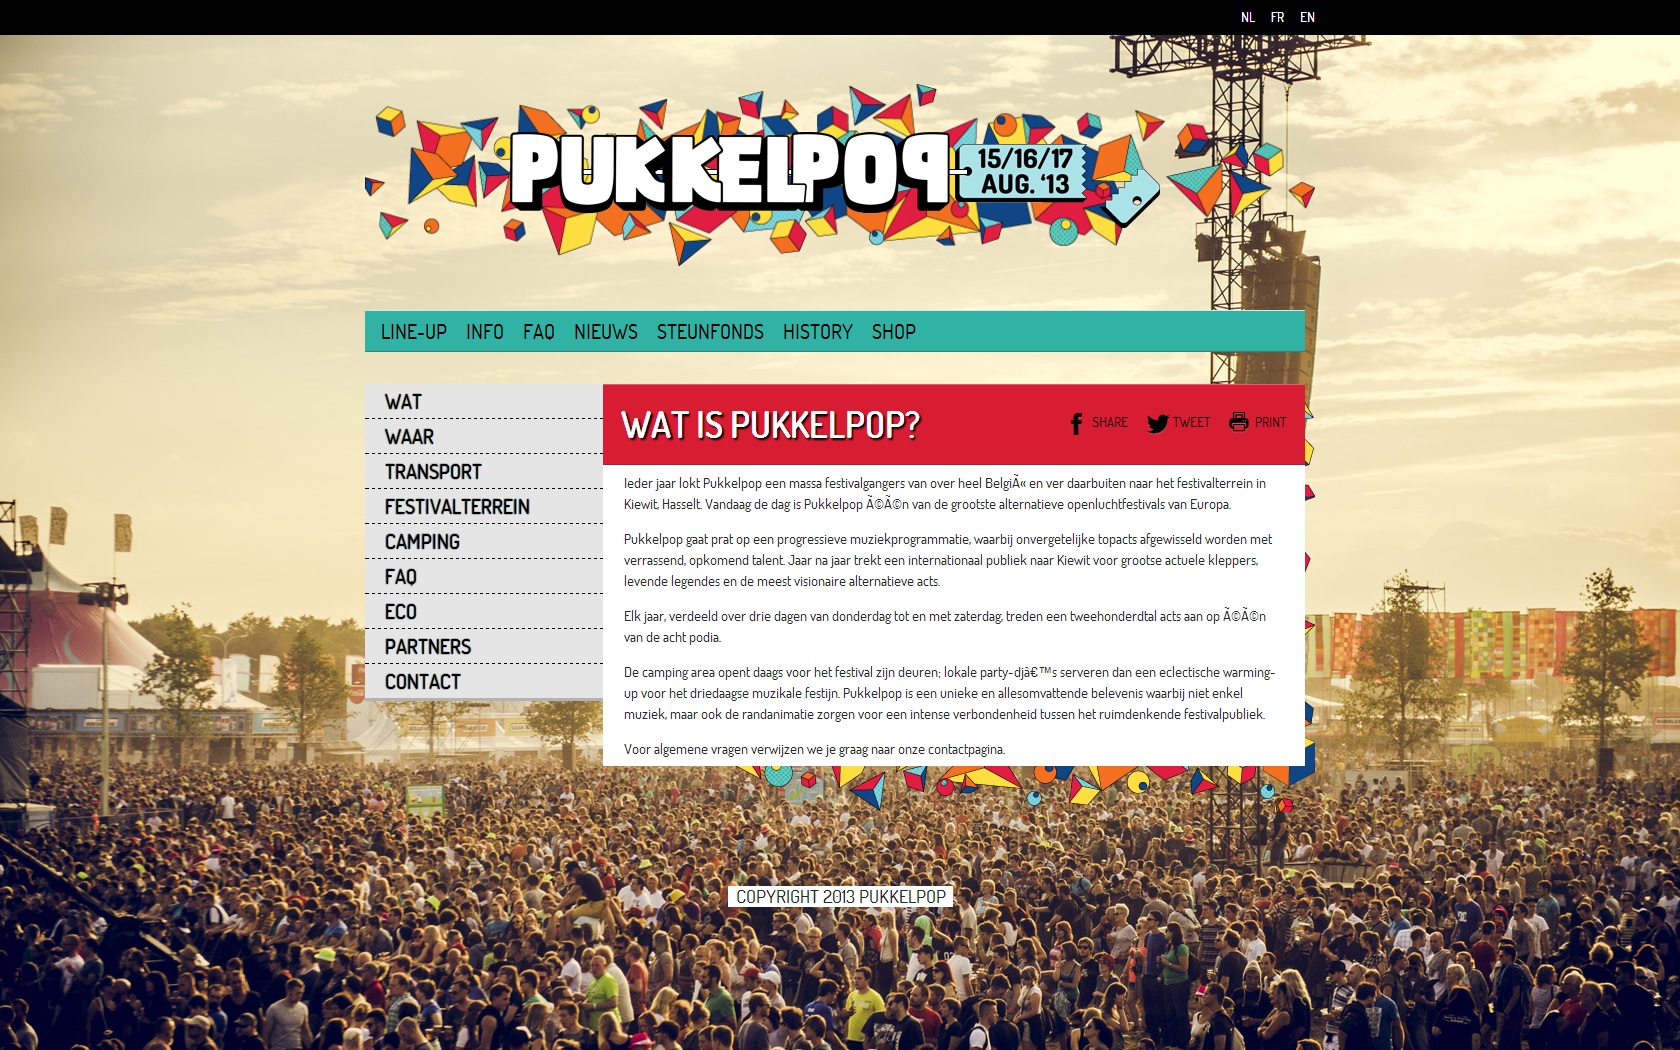 NL FR EN
PUKKELPOP
15/16/17
AUG. '13
LINE-UP INFO FAQ NIEUWS STEUNFONDS HISTORY SHOP
WAT
WAAR
TRANSPORT
FESTIVALTERREIN
CAMPING
FAQ
ECO
PARTNERS
CONTACT
WAT IS PUKKELPOP?
SHARE TWEET PRINT
Ieder jaar lokt Pukkelpop een massa festivalgangers van over heel BelgiÃ« en ver daarbuiten naar het festivalterrein in
Kiewit, Hasselt. Vandaag de dag is Pukkelpop Ã©Ã©n van de grootste alternatieve openluchtfestivals van Europa.
Pukkelpop gaat prat op een progressieve muziekprogrammatie, waarbij onvergetelijke topacts afgewisseld worden met
verrassend, opkomend talent. Jaar na jaar trekt een internationaal publiek naar Kiewit voor grootse actuele kleppers,
levende legendes en de meest visionaire alternatieve acts.
Elk jaar, verdeeld over drie dagen van donderdag tot en met zaterdag, treden een tweehonderdtal acts aan op Ã©Ã©n
van de acht podia.
De camping area opent daags voor het festival zijn deuren; lokale party-djâ€™s serveren dan een eclectische warming-
up voor het driedaagse muzikale festijn. Pukkelpop is een unieke en allesomvattende belevenis waarbij niet enkel
muziek, maar ook de randanimatie zorgen voor een intense verbondenheid tussen het ruimdenkende festivalpubliek.
Voor algemene vragen verwijzen we je graag naar onze contactpagina.
COPYRIGHT 2013 PUKKELPOP